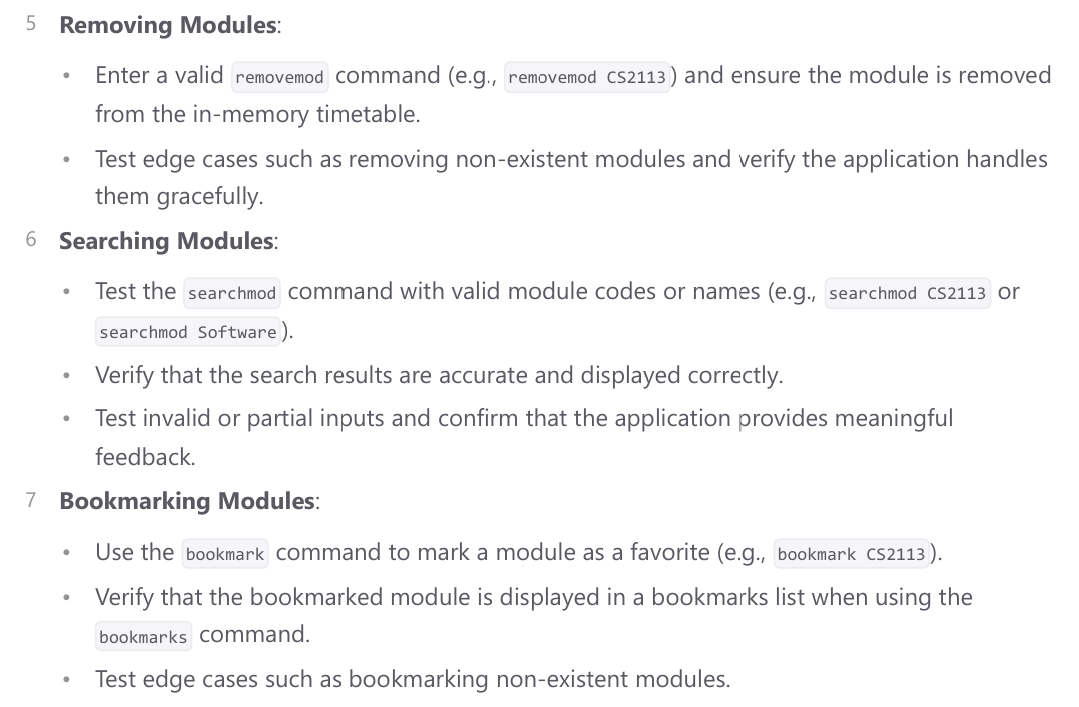 5 Removing Modules:
• Enter a valid removemod command (e.g., removemod CS2113) and ensure the module is removed
from the in-memory timetable.
• Test edge cases such as removing non-existent modules and verify the application handles
them gracefully.
6 Searching Modules:
• Test the searchmod command with valid module codes or names (e.g., searchmod CS2113 or
searchmod Software).
• Verify that the search results are accurate and displayed correctly.
• Test invalid or partial inputs and confirm that the application provides meaningful
feedback.
7 Bookmarking Modules:
• Use the bookmark command to mark a module as a favorite (e.g., bookmark CS2113).
• Verify that the bookmarked module is displayed in a bookmarks list when using the
bookmarks command.
• Test edge cases such as bookmarking non-existent modules.